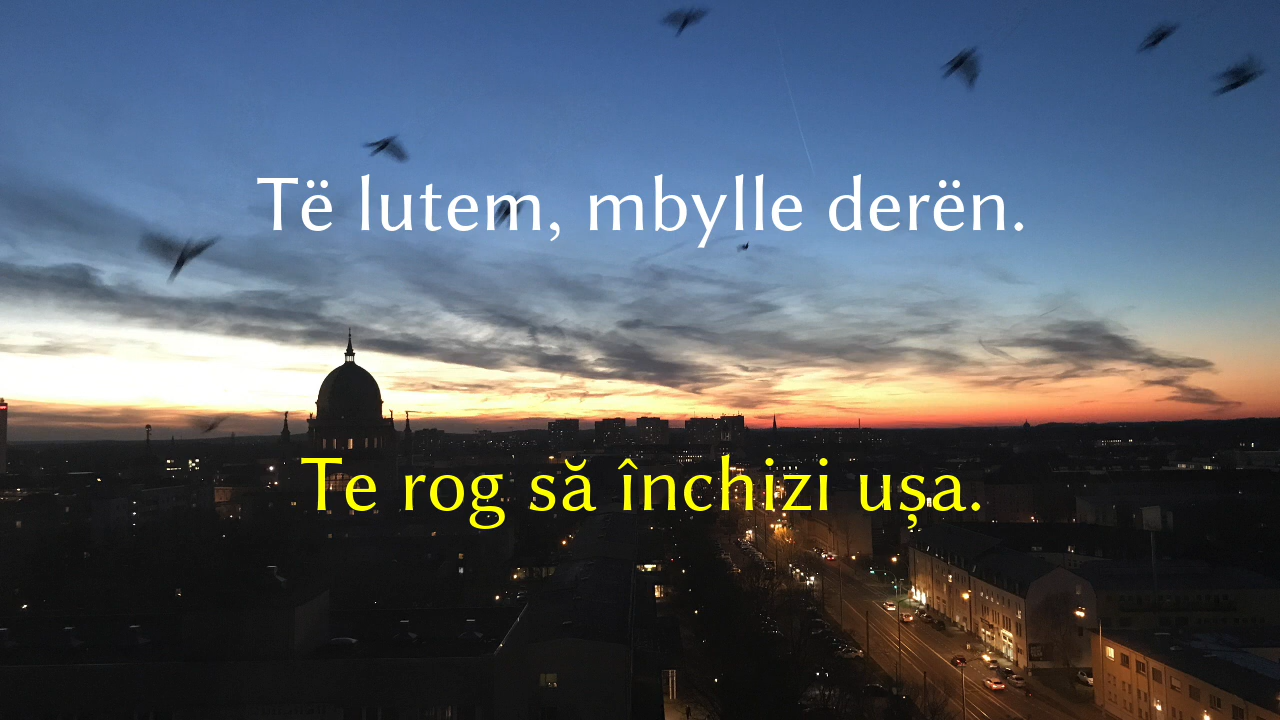 Të lutem, mbylle derën.
Te rog să închizi ușa.